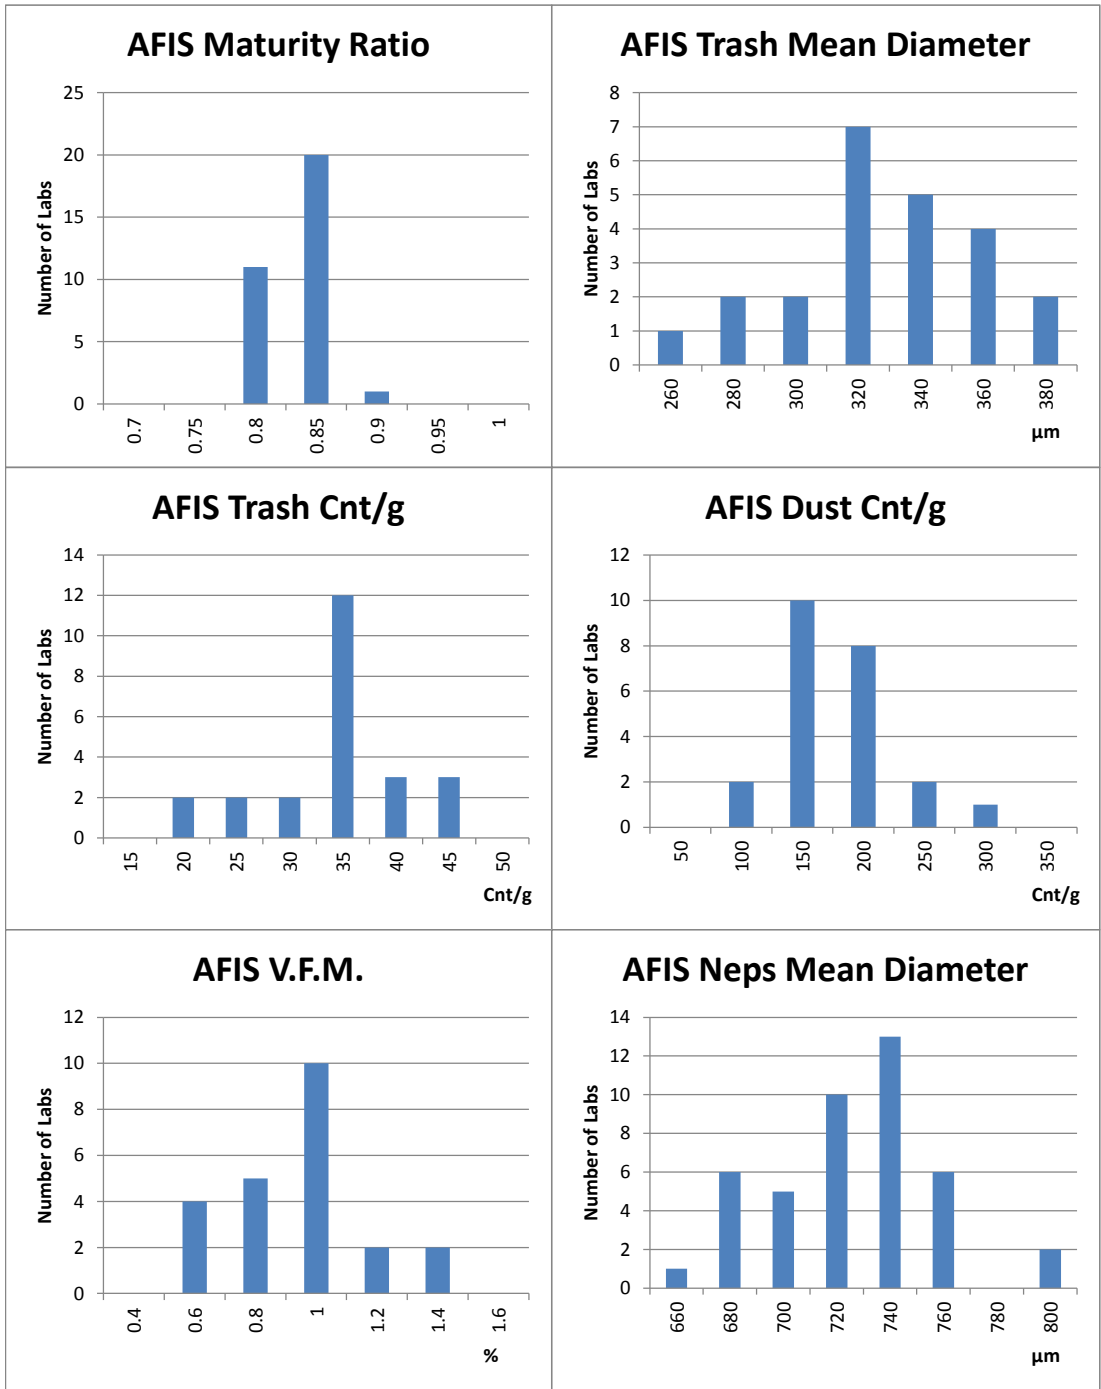 AFIS Maturity Ratio
Number of Labs
25
20
15
10
5
0
0.7 0.75 0.8 0.85 0.9 0.95 1
AFIS Trash Mean Diameter
Number of Labs
8
7
6
5
4
3
2
1
0
260 280 300 320 340 360 380
µm
AFIS Trash Cnt/g
Number of Labs
14
12
10
8
6
4
2
0
15 20 25 30 35 40 45 50
Cnt/g
AFIS Dust Cnt/g
Number of Labs
12
10
8
6
4
2
0
50 100 150 200 250 300 350
Cnt/g
AFIS V.F.M.
Number of Labs
12
10
8
6
4
2
0
0.4 0.6 0.8 1 1.2 1.4 1.6
%
AFIS Neps Mean Diameter
Number of Labs
14
12
10
8
6
4
2
0
660 680 700 720 740 760 780 800
µm